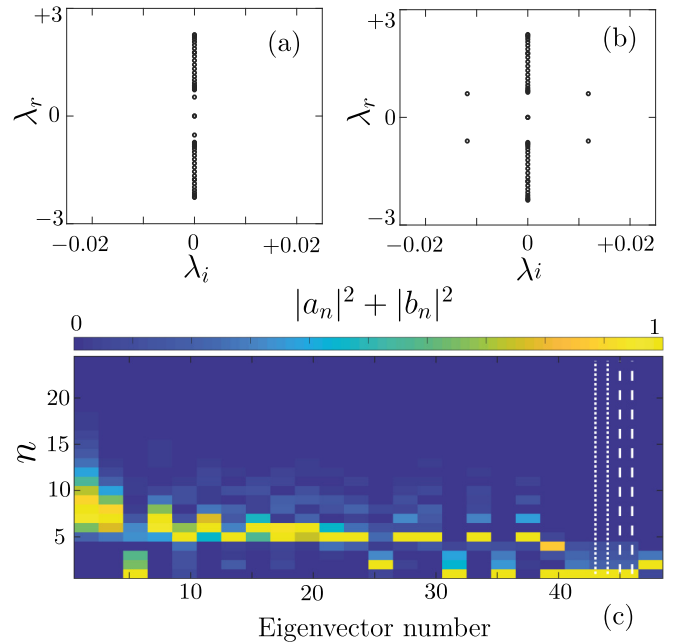 +3 (a) +3 (b)
λr 0 λr 0
−3 −3
−0.02 0 +0.02 −0.02 0 +0.02
λi λi
|an|² + |bn|²
0 1
20
15
n
10
5
10 20 30 40
Eigenvector number (c)